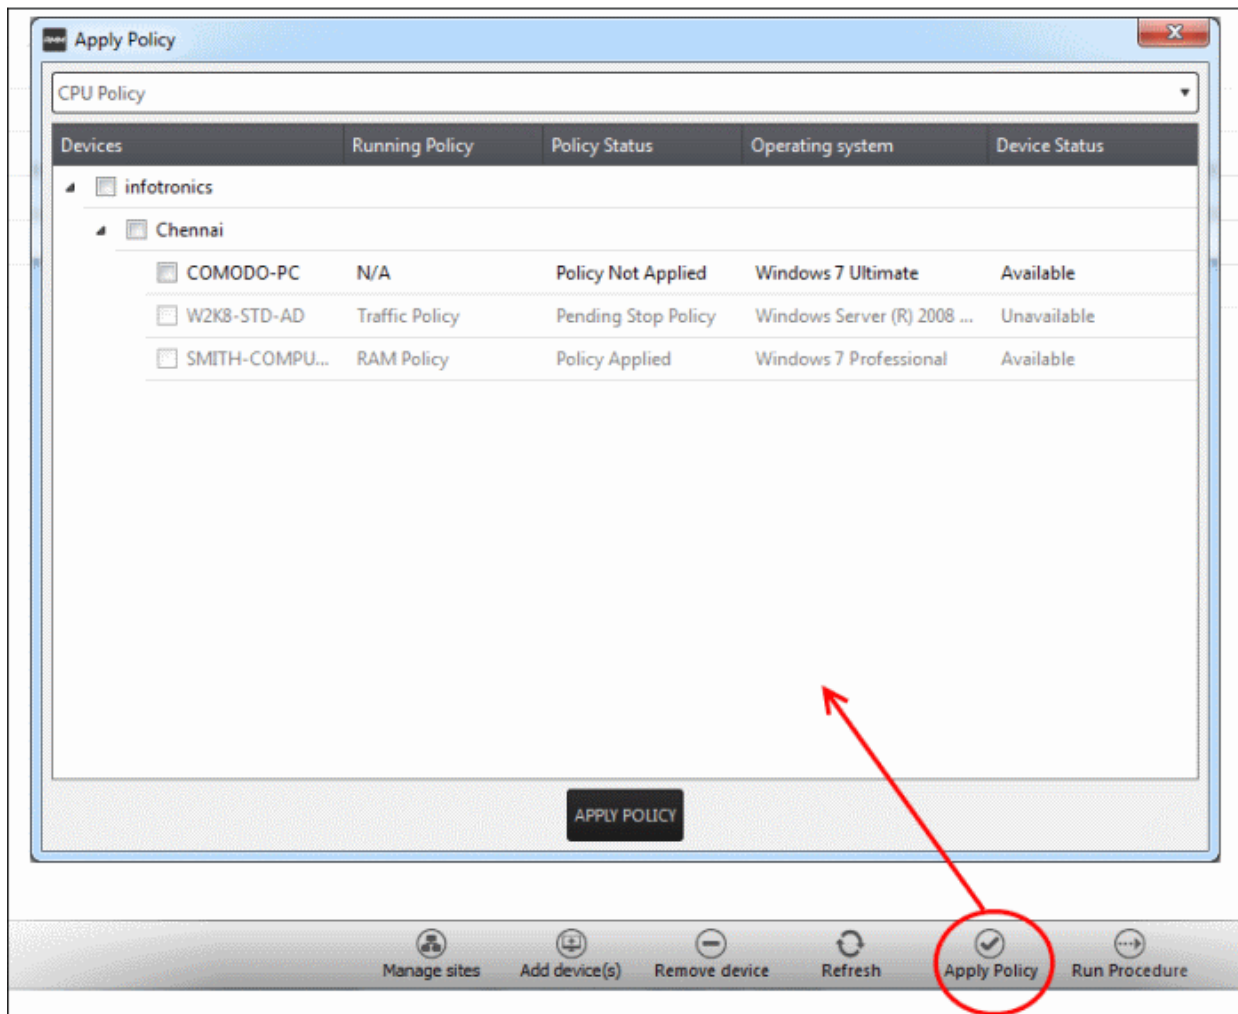 Apply Policy
CPU Policy
Devices Running Policy Policy Status Operating system Device Status
infotronics
Chennai
COMODO-PC N/A Policy Not Applied Windows 7 Ultimate Available
W2K8-STD-AD Traffic Policy Pending Stop Policy Windows Server (R) 2008 ... Unavailable
SMITH-COMPU... RAM Policy Policy Applied Windows 7 Professional Available
APPLY POLICY
Manage sites Add device(s) Remove device Refresh Apply Policy Run Procedure